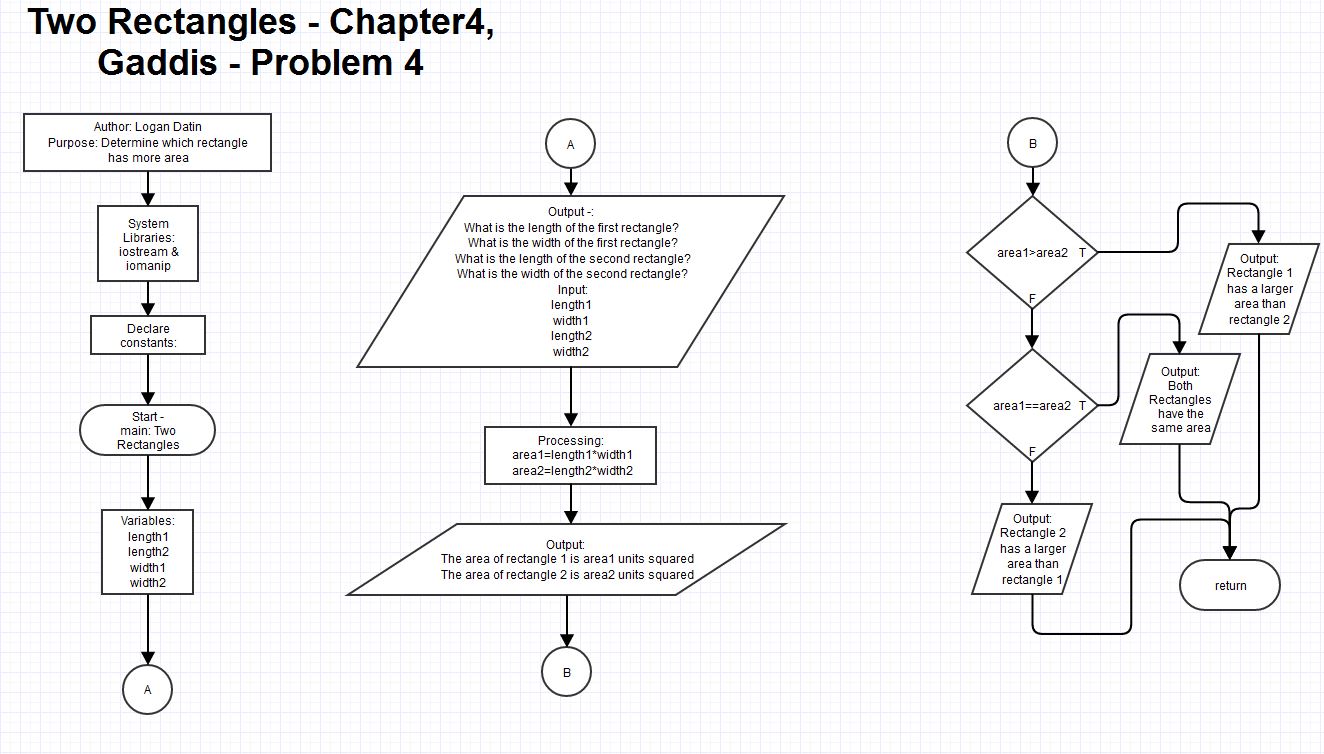 Two Rectangles - Chapter4,
Gaddis - Problem 4
Author: Logan Datin
Purpose: Determine which rectangle
has more area
System
Libraries:
iostream &
iomanip
Declare
constants:
Start -
main: Two
Rectangles
Variables:
length1
length2
width1
width2
A
A
Output -:
What is the length of the first rectangle?
What is the width of the first rectangle?
What is the length of the second rectangle?
What is the width of the second rectangle?
Input:
length1
width1
length2
width2
Processing:
area1=length1*width1
area2=length2*width2
Output:
The area of rectangle 1 is area1 units squared
The area of rectangle 2 is area2 units squared
B
B
area1>area2 T
F
Output:
Rectangle 1
has a larger
area than
rectangle 2
area1==area2 T
F
Output:
Both
Rectangles
have the
same area
Output:
Rectangle 2
has a larger
area than
rectangle 1
return